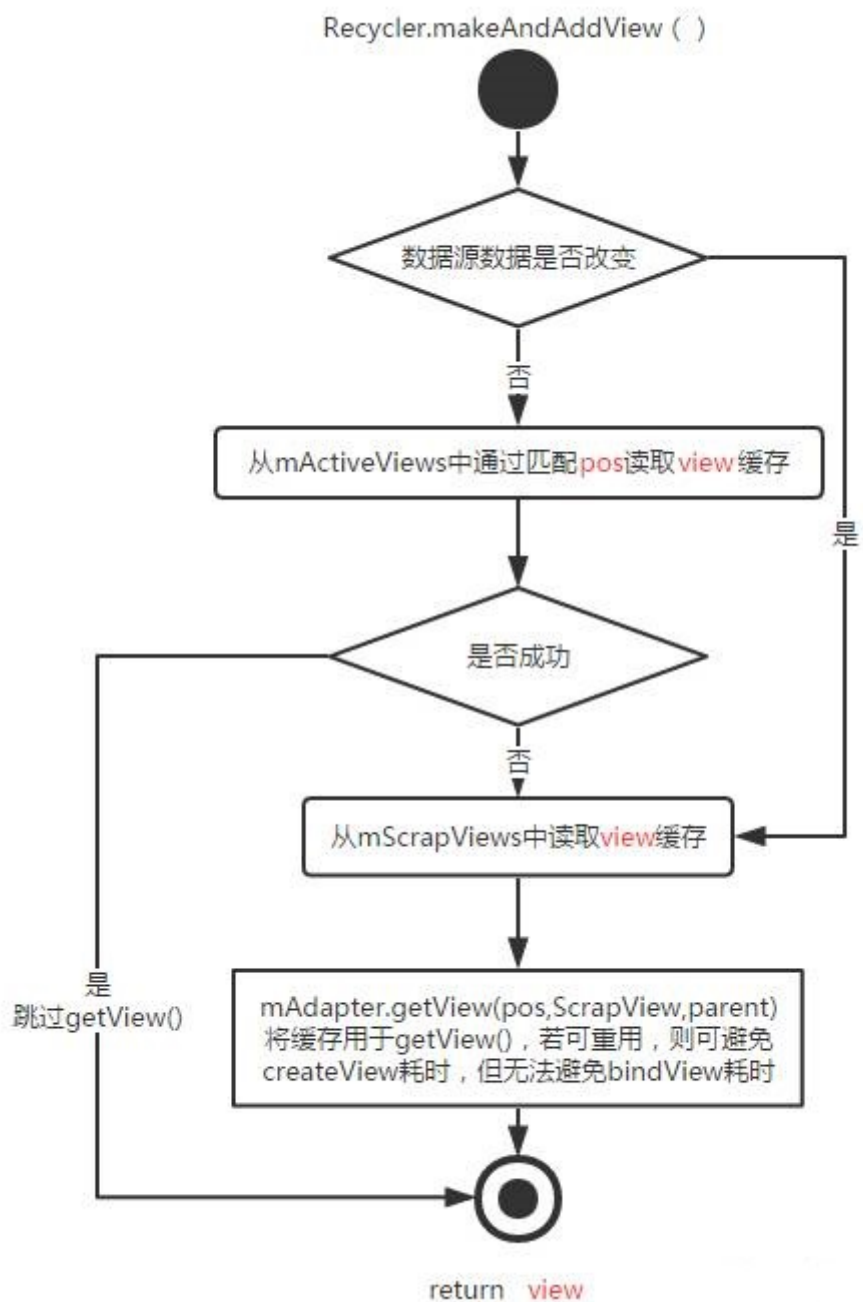 Recycler.makeAndAddView ( )
数据源数据是否改变
否
从mActiveViews中通过匹配pos读取view缓存
是
是否成功
否
从mScrapViews中读取view缓存
是
跳过getView()
mAdapter.getView(pos,ScrapView,parent)
将缓存用于getView()，若可重用，则可避免
createView耗时，但无法避免bindView耗时
return view